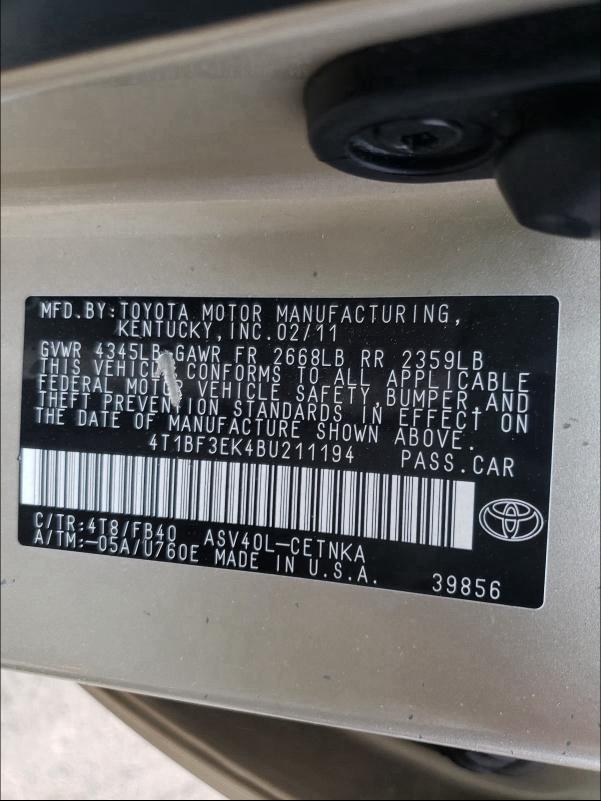 MFD.BY:TOYOTA MOTOR MANUFACTURING,
KENTUCKY,INC.02/11
GVWR 4345LB GAWR FR 2668LB RR 2359LB
THIS VEHICLE CONFORMS TO ALL APPLICABLE
FEDERAL MOTOR VEHICLE SAFETY,BUMPER,AND
THEFT PREVENTION STANDARDS IN EFFECT ON
THE DATE OF MANUFACTURE SHOWN ABOVE.
4T1BF3EK4BU211194 PASS.CAR
C/TR:4T8/FB40 ASV40L-CETNKA
A/TM:-05A/U760E MADE IN U.S.A.
39856